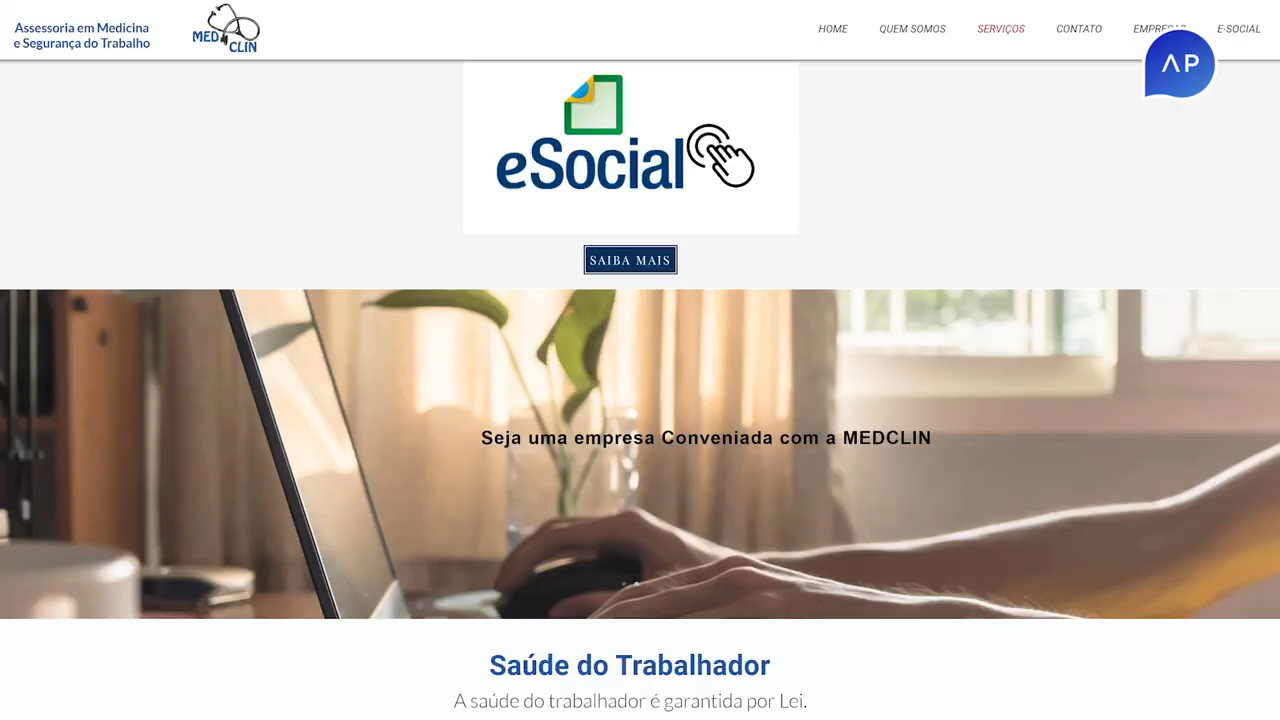 Assessoria em Medicina
e Segurança do Trabalho
MED CLIN
HOME QUEM SOMOS SERVIÇOS CONTATO EMPRESAS E-SOCIAL
AP
eSocial
SAIBA MAIS
Seja uma empresa Conveniada com a MEDCLIN
Saúde do Trabalhador
A saúde do trabalhador é garantida por Lei.